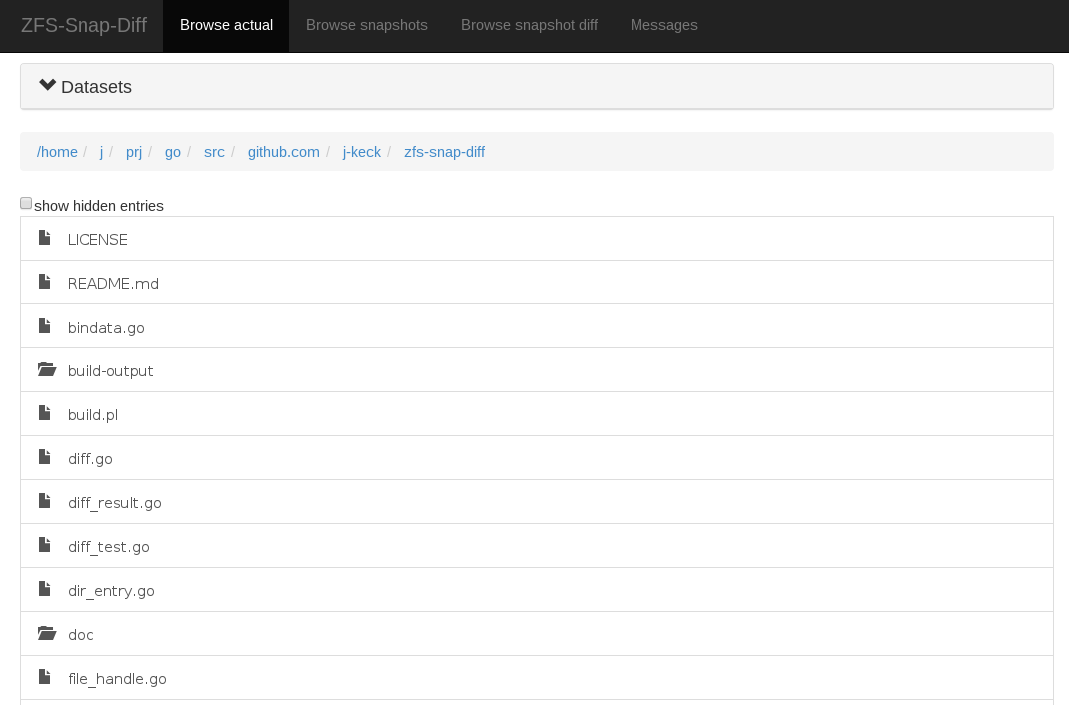 ZFS-Snap-Diff Browse actual Browse snapshots Browse snapshot diff Messages
Datasets
/home / j / prj / go / src / github.com / j-keck / zfs-snap-diff
show hidden entries
LICENSE
README.md
bindata.go
build-output
build.pl
diff.go
diff_result.go
diff_test.go
dir_entry.go
doc
file_handle.go